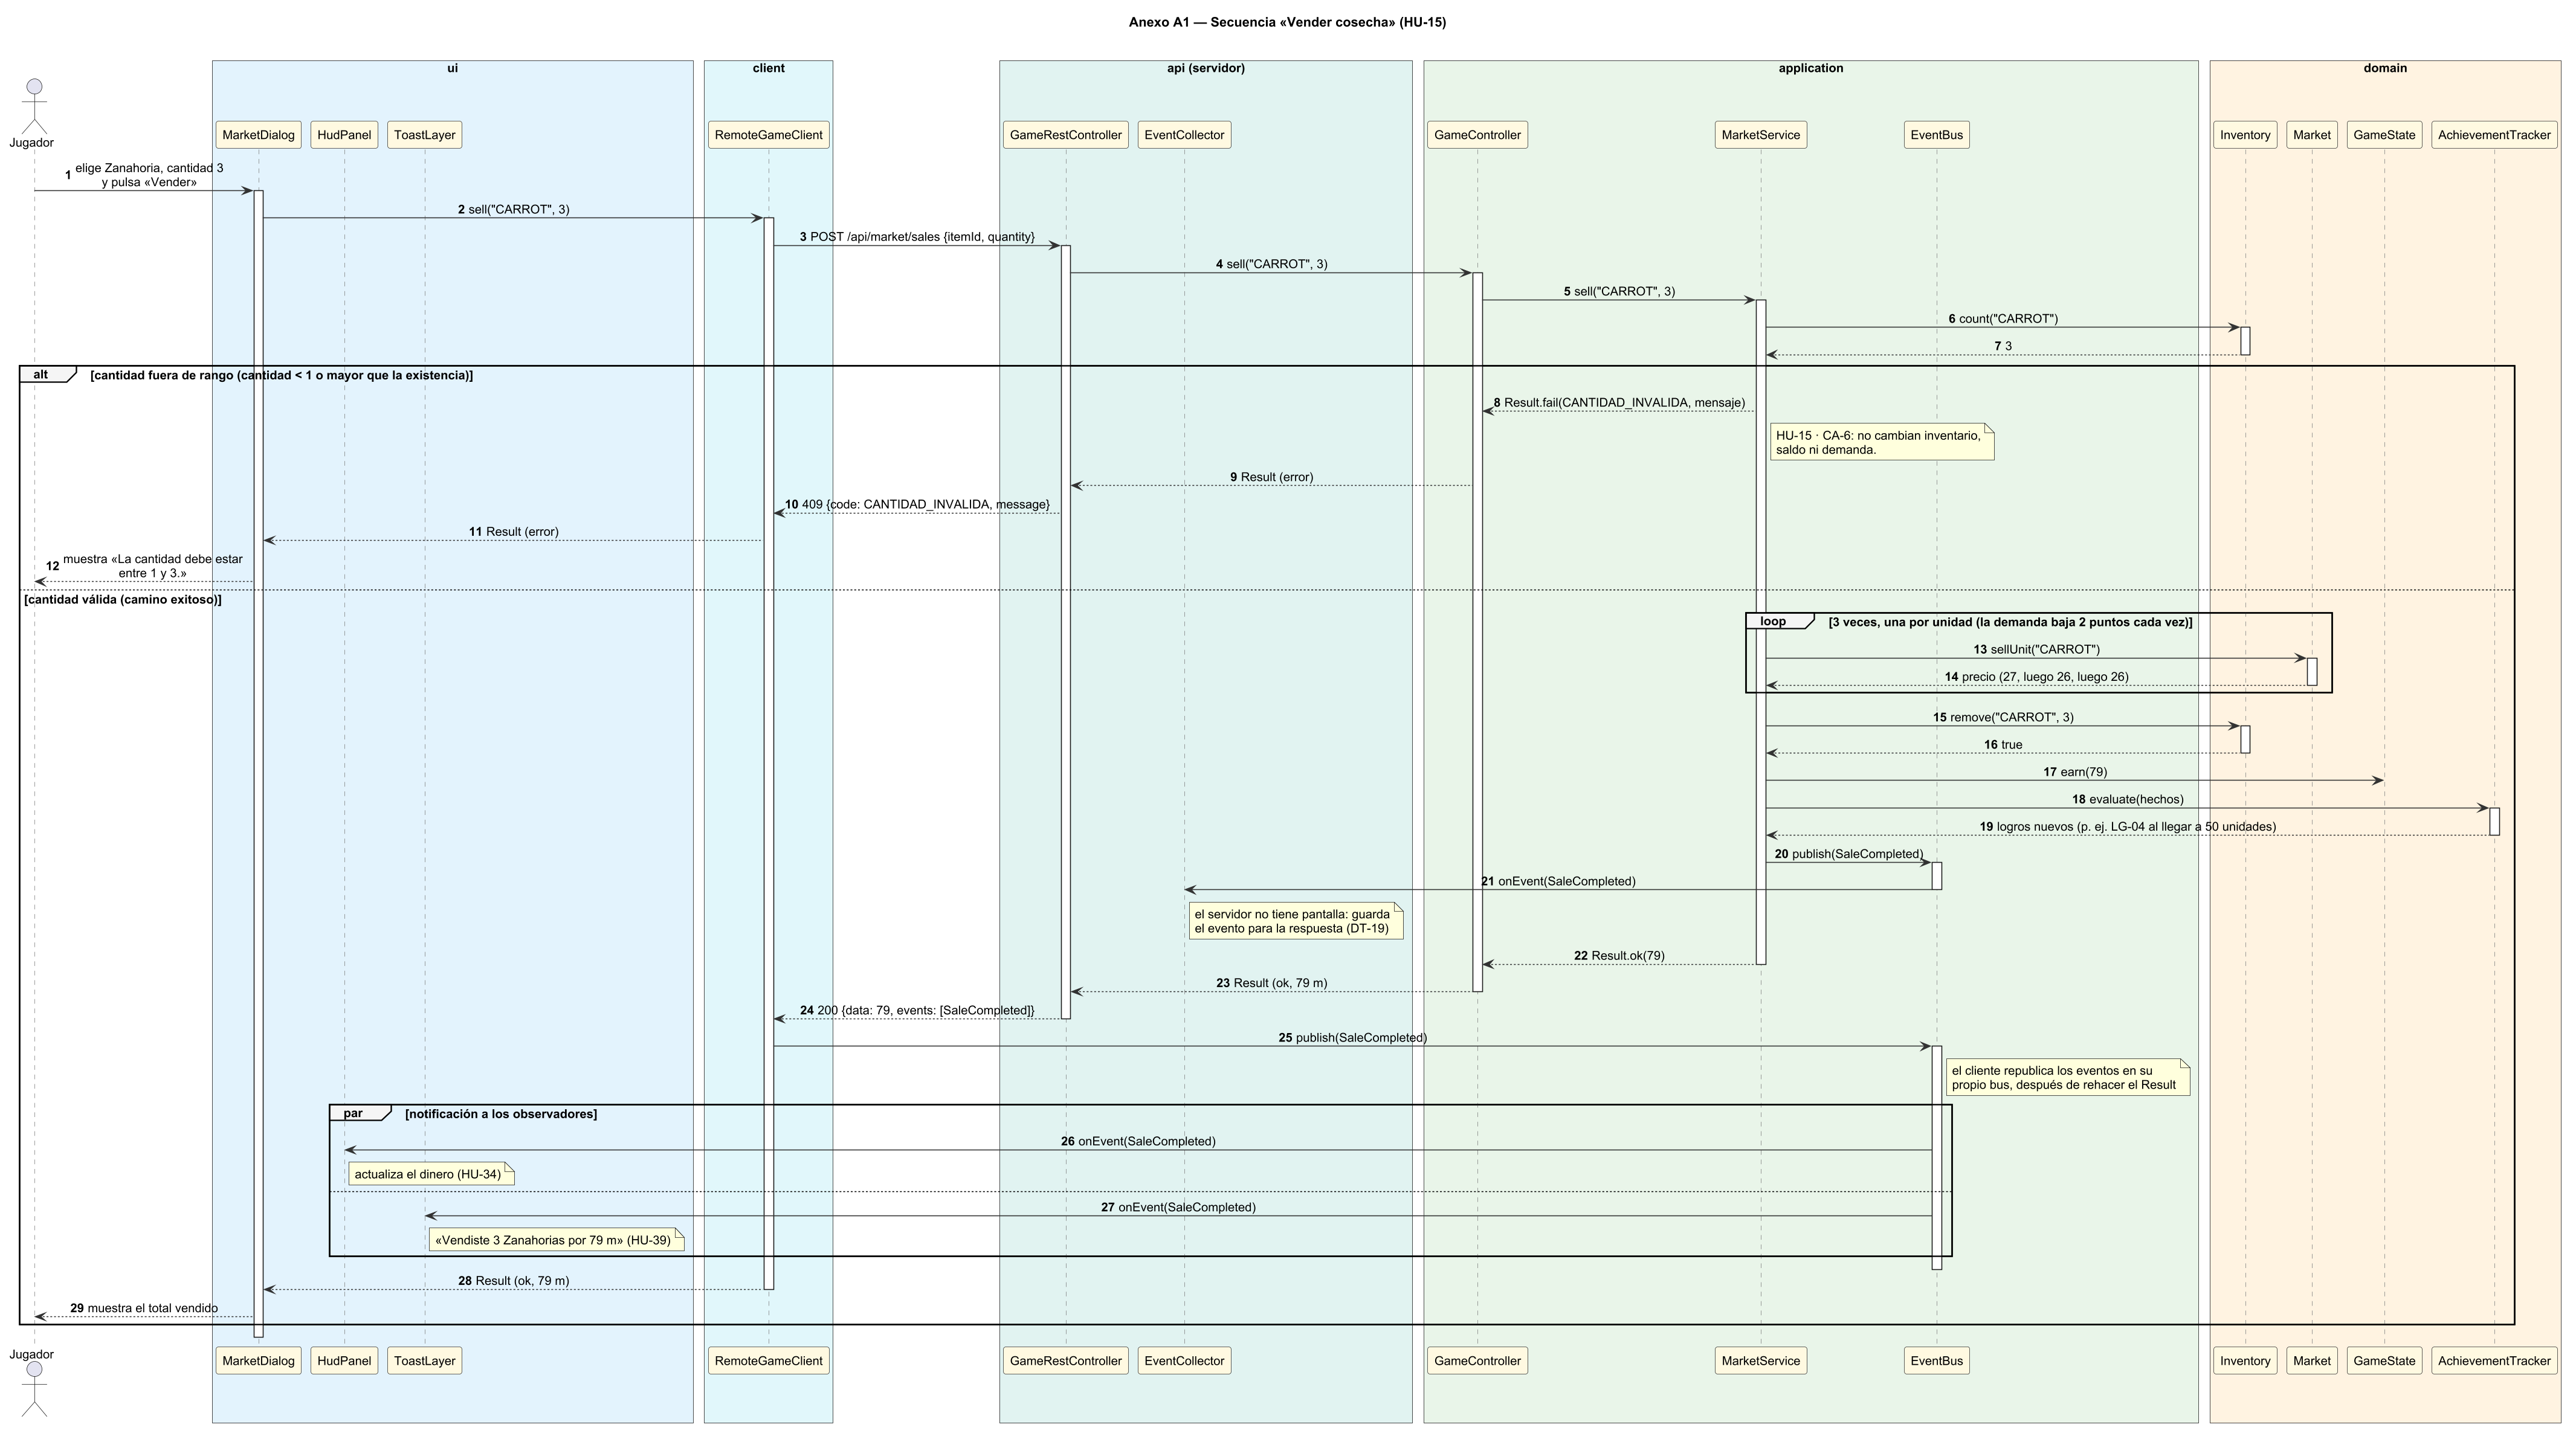 Anexo A1 — Secuencia «Vender cosecha» (HU-15)
ui
client
api (servidor)
application
domain
Jugador
MarketDialog
HudPanel
ToastLayer
RemoteGameClient
GameRestController
EventCollector
GameController
MarketService
EventBus
Inventory
Market
GameState
AchievementTracker
1 elige Zanahoria, cantidad 3
y pulsa «Vender»
2 sell("CARROT", 3)
3 POST /api/market/sales {itemId, quantity}
4 sell("CARROT", 3)
5 sell("CARROT", 3)
6 count("CARROT")
7 3
alt [cantidad fuera de rango (cantidad < 1 o mayor que la existencia)]
8 Result.fail(CANTIDAD_INVALIDA, mensaje)
HU-15 · CA-6: no cambian inventario,
saldo ni demanda.
9 Result (error)
10 409 {code: CANTIDAD_INVALIDA, message}
11 Result (error)
12 muestra «La cantidad debe estar
entre 1 y 3.»
[cantidad válida (camino exitoso)]
loop [3 veces, una por unidad (la demanda baja 2 puntos cada vez)]
13 sellUnit("CARROT")
14 precio (27, luego 26, luego 26)
15 remove("CARROT", 3)
16 true
17 earn(79)
18 evaluate(hechos)
19 logros nuevos (p. ej. LG-04 al llegar a 50 unidades)
20 publish(SaleCompleted)
21 onEvent(SaleCompleted)
el servidor no tiene pantalla: guarda
el evento para la respuesta (DT-19)
22 Result.ok(79)
23 Result (ok, 79 m)
24 200 {data: 79, events: [SaleCompleted]}
25 publish(SaleCompleted)
el cliente republica los eventos en su
propio bus, después de rehacer el Result
par [notificación a los observadores]
26 onEvent(SaleCompleted)
actualiza el dinero (HU-34)
27 onEvent(SaleCompleted)
«Vendiste 3 Zanahorias por 79 m» (HU-39)
28 Result (ok, 79 m)
29 muestra el total vendido
Jugador
MarketDialog
HudPanel
ToastLayer
RemoteGameClient
GameRestController
EventCollector
GameController
MarketService
EventBus
Inventory
Market
GameState
AchievementTracker